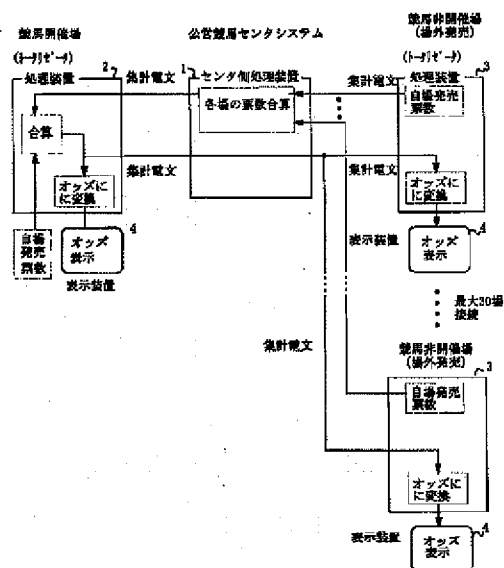 競馬開催場
(トータリゼータ)
処理装置
2
集計電文
公営競馬センタシステム
1
センタ側処理装置
各場の票数合算
集計電文
競馬非開催場
(場外発売)
(トータリゼータ)
処理装置
3
自場発売
票数
合算
集計電文
集計電文
オッズに
に変換
オッズに
に変換
自場
発売
票数
オッズ
表示
4
表示装置
表示装置
オッズ
表示
4
最大30場
接続
集計電文
競馬非開催場
(場外発売)
3
自場発売
票数
オッズに
に変換
表示装置
オッズ
表示
4